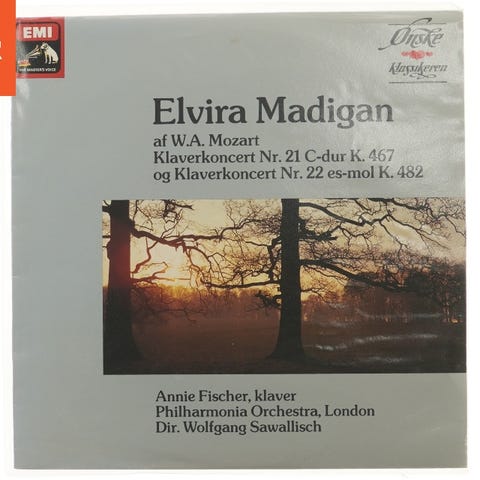 EMI
HIS MASTER'S VOICE
Ønske
klassikeren
Elvira Madigan
af W.A. Mozart
Klaverkoncert Nr. 21 C-dur K. 467
og Klaverkoncert Nr. 22 es-mol K. 482
Annie Fischer, klaver
Philharmonia Orchestra, London
Dir. Wolfgang Sawallisch